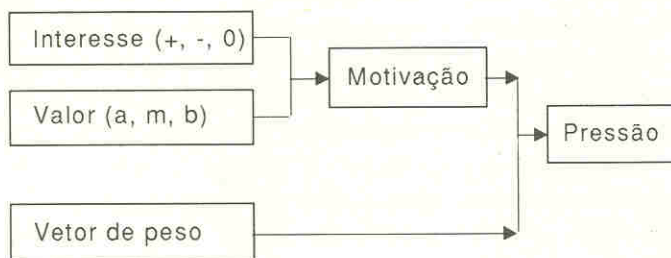 Interesse (+, -, 0)
Motivação
Valor (a, m, b)
Pressão
Vetor de peso